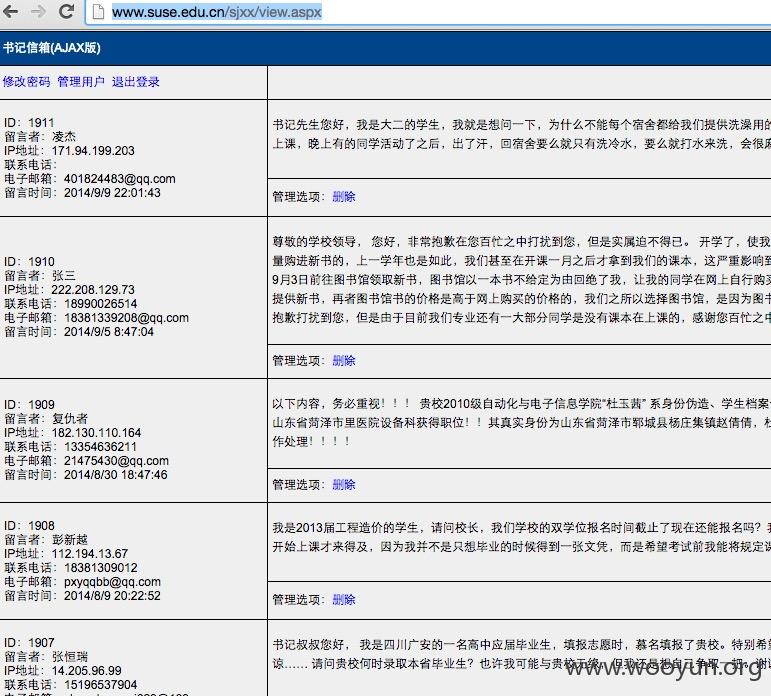 www.suse.edu.cn/sjxx/view.aspx
书记信箱(AJAX版)
修改密码 管理用户 退出登录
ID：1911
留言者：凌杰
IP地址：171.94.199.203
联系电话：
电子邮箱：401824483@qq.com
留言时间：2014/9/9 22:01:43
书记先生您好，我是大二的学生，我就是想问一下，为什么不能每个宿舍都给我们提供洗澡用的
上课，晚上有的同学活动了之后，出了汗，回宿舍要么就只有洗冷水，要么就打水来洗，会很麻
管理选项：删除
ID：1910
留言者：张三
IP地址：222.208.129.73
联系电话：18990026514
电子邮箱：18381339208@qq.com
留言时间：2014/9/5 8:47:04
尊敬的学校领导， 您好，非常抱歉在您百忙之中打扰到您，但是实属迫不得已。 开学了，使我
量购进新书的，上一学年也是如此，我们甚至在开课一月之后才拿到我们的课本，这严重影响到
9月3日前往图书馆领取新书，图书馆以一本书不给定为由回绝了我，让我的同学在网上自行购买
提供新书，再者图书馆书的价格是高于网上购买的价格的，我们之所以选择图书馆，是因为图书
抱歉打扰到您，但是由于目前我们专业还有一大部分同学是没有课本在上课的，感谢您百忙之中
管理选项：删除
ID：1909
留言者：复仇者
IP地址：182.130.110.164
联系电话：13354636211
电子邮箱：21475430@qq.com
留言时间：2014/8/30 18:47:46
以下内容，务必重视！！！ 贵校2010级自动化与电子信息学院“杜玉茜” 系身份伪造、学生档案
山东省菏泽市里医院设备科获得职位！！其真实身份为山东省菏泽市郓城县杨庄集镇赵倩倩，杜
作处理！！！！
管理选项：删除
ID：1908
留言者：彭新越
IP地址：112.194.13.67
联系电话：18381309012
电子邮箱：pxyqqbb@qq.com
留言时间：2014/8/9 20:22:52
我是2013届工程造价的学生，请问校长，我们学校的双学位报名时间截止了现在还能报名吗？我
开始上课才来得及，因为我并不是只想毕业的时候得到一张文凭，而是希望考试前我能将规定课
管理选项：删除
ID：1907
留言者：张恒瑞
IP地址：14.205.96.99
联系电话：15196537904
书记叔叔您好， 我是四川广安的一名高中应届毕业生，填报志愿时，慕名填报了贵校。特别希望
谅…… 请问贵校何时录取本省毕业生？也许我可能与贵校无缘，但我还是想自己争取一把。谢谢
www.wooyun.org